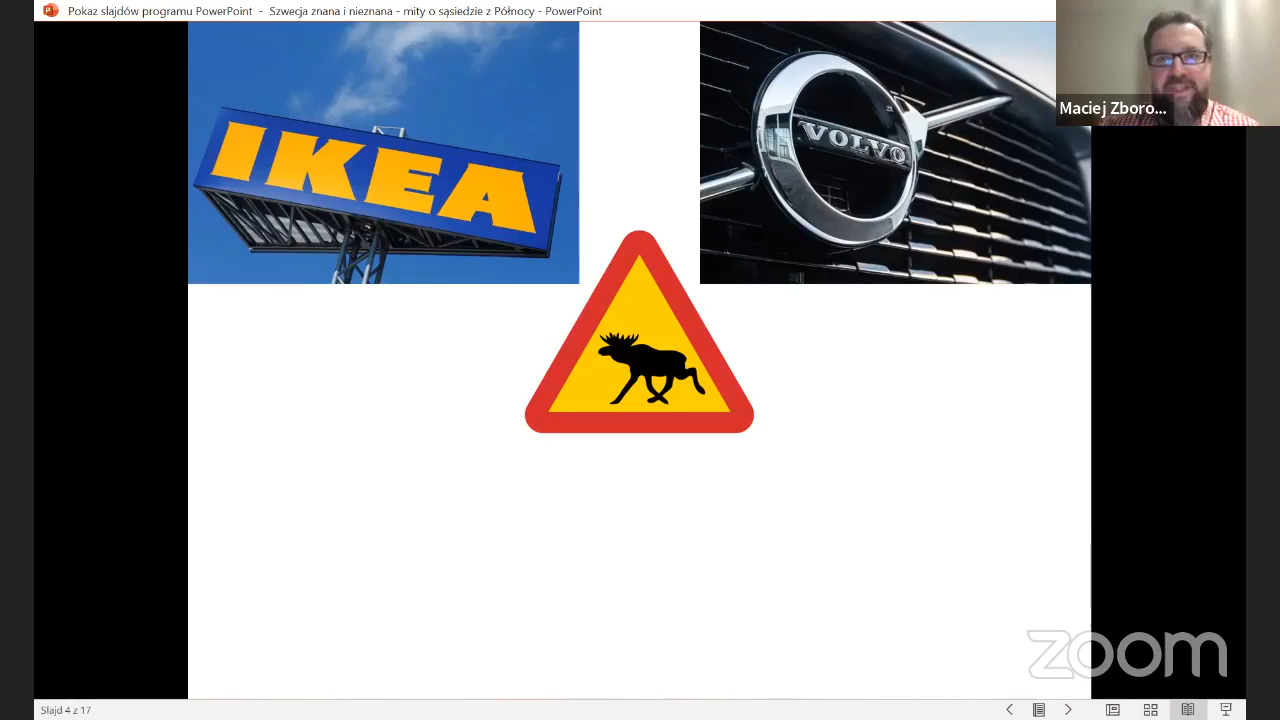 Pokaz slajdów programu PowerPoint - Szwecja znana i nieznana - mity o sąsiedzie z Północy - PowerPoint
Maciej Zboro...
IKEA
VOLVO
zoom
Slajd 4 z 17